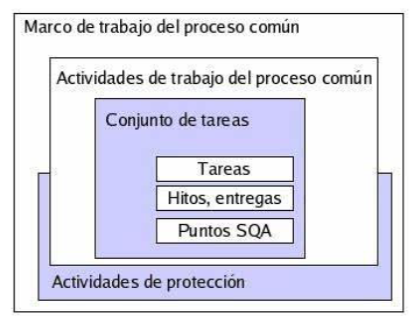 Marco de trabajo del proceso común
Actividades de trabajo del proceso común
Conjunto de tareas
Tareas
Hitos, entregas
Puntos SQA
Actividades de protección